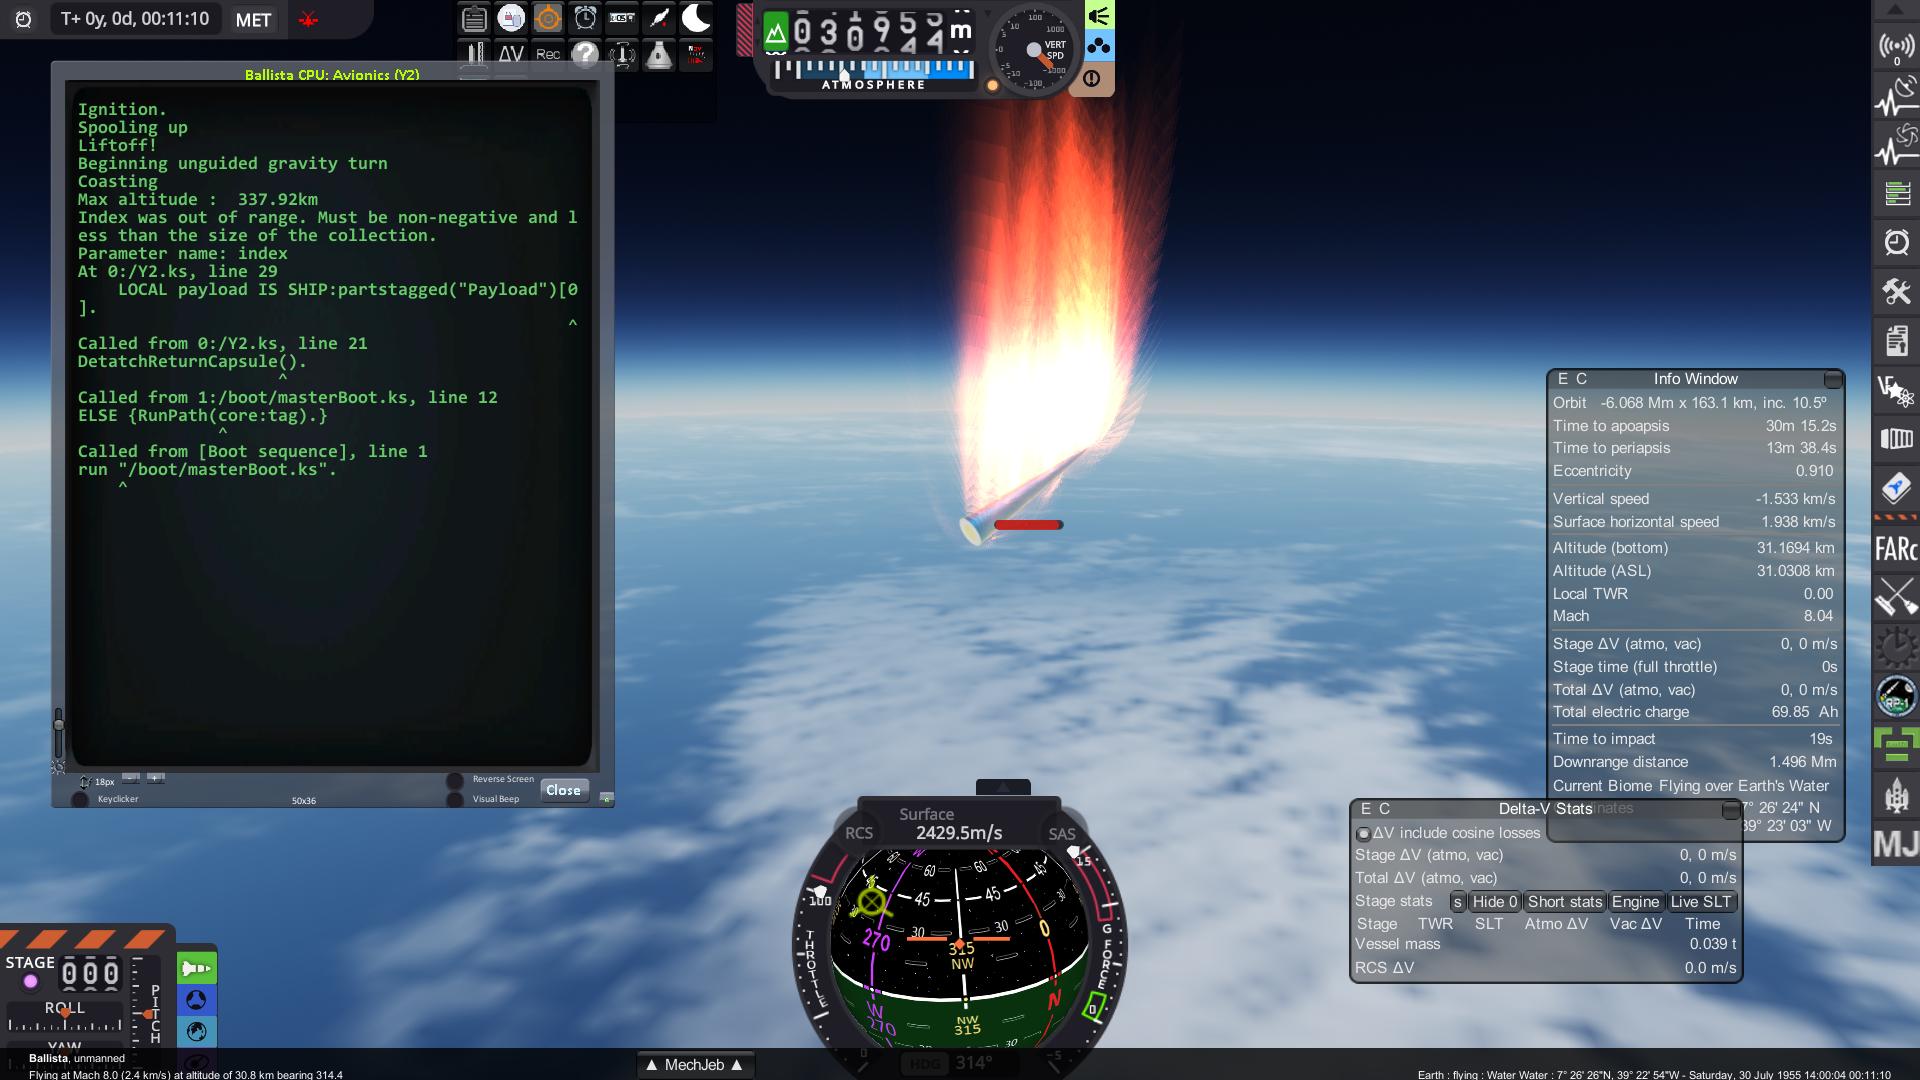 T+ 0y, 0d, 00:11:10
MET
ΔV
Rec
Ballista CPU: Avionics (Y2)
Ignition.
Spooling up
Liftoff!
Beginning unguided gravity turn
Coasting
Max altitude :  337.92km
Index was out of range. Must be non-negative and l
ess than the size of the collection.
Parameter name: index
At 0:/Y2.ks, line 29
    LOCAL payload IS SHIP:partstagged("Payload")[0
].
^
Called from 0:/Y2.ks, line 21
DetatchReturnCapsule().
^
Called from 1:/boot/masterBoot.ks, line 12
ELSE {RunPath(core:tag).}
^
Called from [Boot sequence], line 1
run "/boot/masterBoot.ks".
^
18px
Keyclicker
50x36
Reverse Screen
Visual Beep
Close
m
ATMOSPHERE
VERT
SPD
100
1000
0
FARc
RP-1
MJ
E C Info Window
Orbit -6.068 Mm x 163.1 km, inc. 10.5º
Time to apoapsis 30m 15.2s
Time to periapsis 13m 38.4s
Eccentricity 0.910
Vertical speed -1.533 km/s
Surface horizontal speed 1.938 km/s
Altitude (bottom) 31.1694 km
Altitude (ASL) 31.0308 km
Local TWR 0.00
Mach 8.04
Stage ΔV (atmo, vac) 0, 0 m/s
Stage time (full throttle) 0s
Total ΔV (atmo, vac) 0, 0 m/s
Total electric charge 69.85 Ah
Time to impact 19s
Downrange distance 1.496 Mm
Current Biome Flying over Earth's Water
7° 26' 24" N
39° 23' 03" W
E C Delta-V Stats
ΔV include cosine losses
Stage ΔV (atmo, vac) 0, 0 m/s
Total ΔV (atmo, vac) 0, 0 m/s
Stage stats s Hide 0 Short stats Engine Live SLT
Stage TWR SLT Atmo ΔV Vac ΔV Time
Vessel mass 0.039 t
RCS ΔV 0.0 m/s
Surface
RCS 2429.5m/s SAS
100
15
THROTTLE
G FORCE
60 60 45
45 45
30 30
270
0
315
NW
W
270
N
NW
315
30
0
-5
HDG 314°
▲ MechJeb ▲
STAGE 000
ROLL
PITCH
YAW
Ballista, unmanned
Flying at Mach 8.0 (2.4 km/s) at altitude of 30.8 km bearing 314.4
Earth : flying : Water Water : 7° 26' 26"N, 39° 22' 54"W - Saturday, 30 July 1955 14:00:04 00:11:10